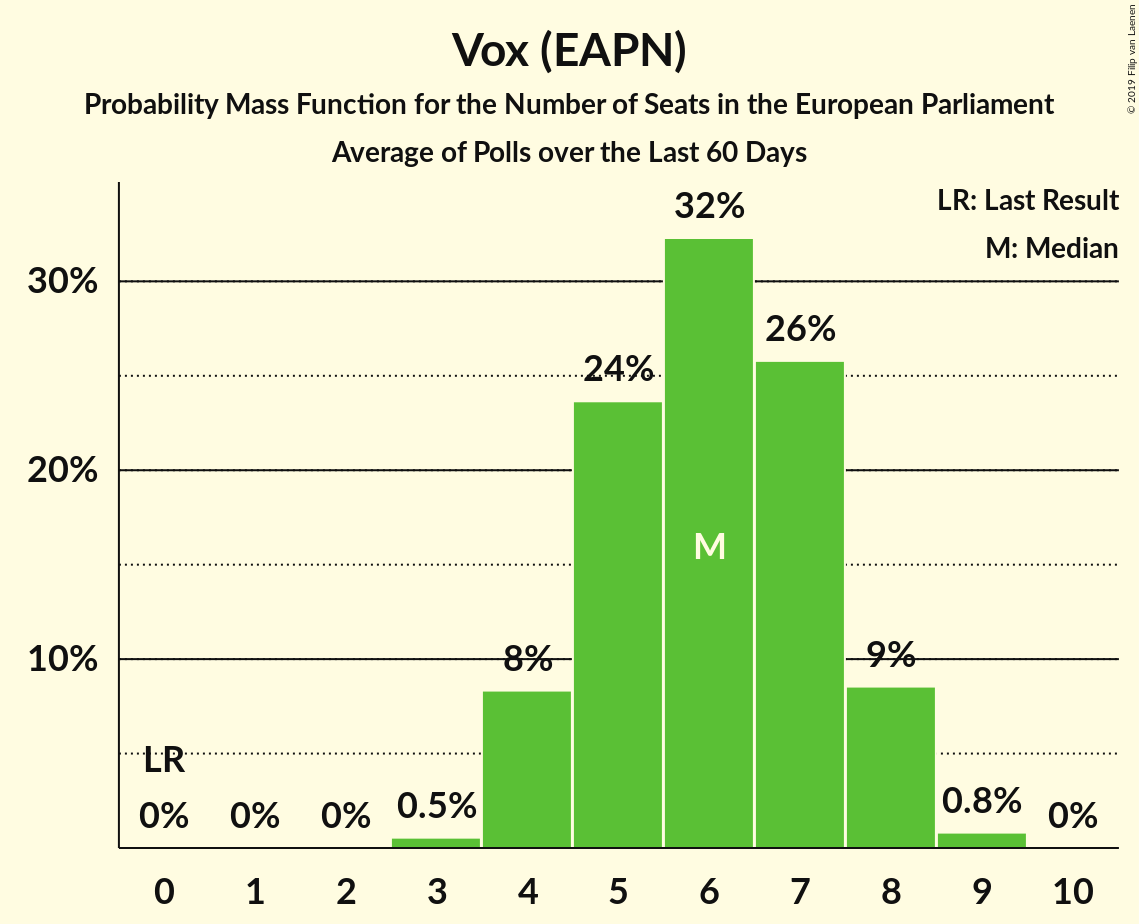 © 2019 Filip van Laenen
Vox (EAPN)
Probability Mass Function for the Number of Seats in the European Parliament
Average of Polls over the Last 60 Days
LR: Last Result
M: Median
30%
20%
10%
LR
0%
0%
0%
0.5%
8%
24%
32%
M
26%
9%
0.8%
0%
0 1 2 3 4 5 6 7 8 9 10